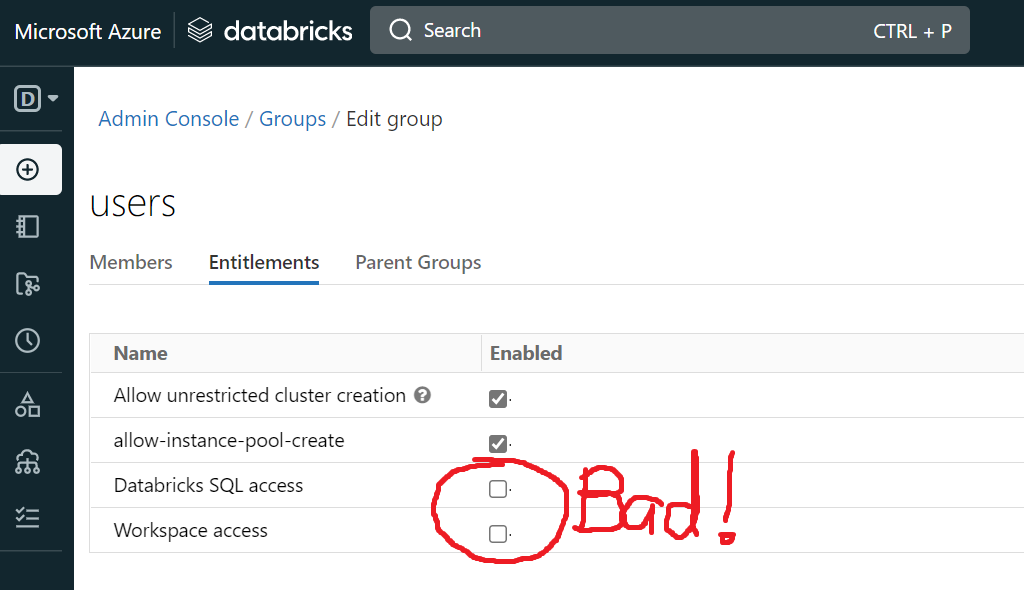 Microsoft Azure databricks Search CTRL + P
D
Admin Console / Groups / Edit group
users
Members Entitlements Parent Groups
Name Enabled
Allow unrestricted cluster creation ?
allow-instance-pool-create
Databricks SQL access
Workspace access
Bad!